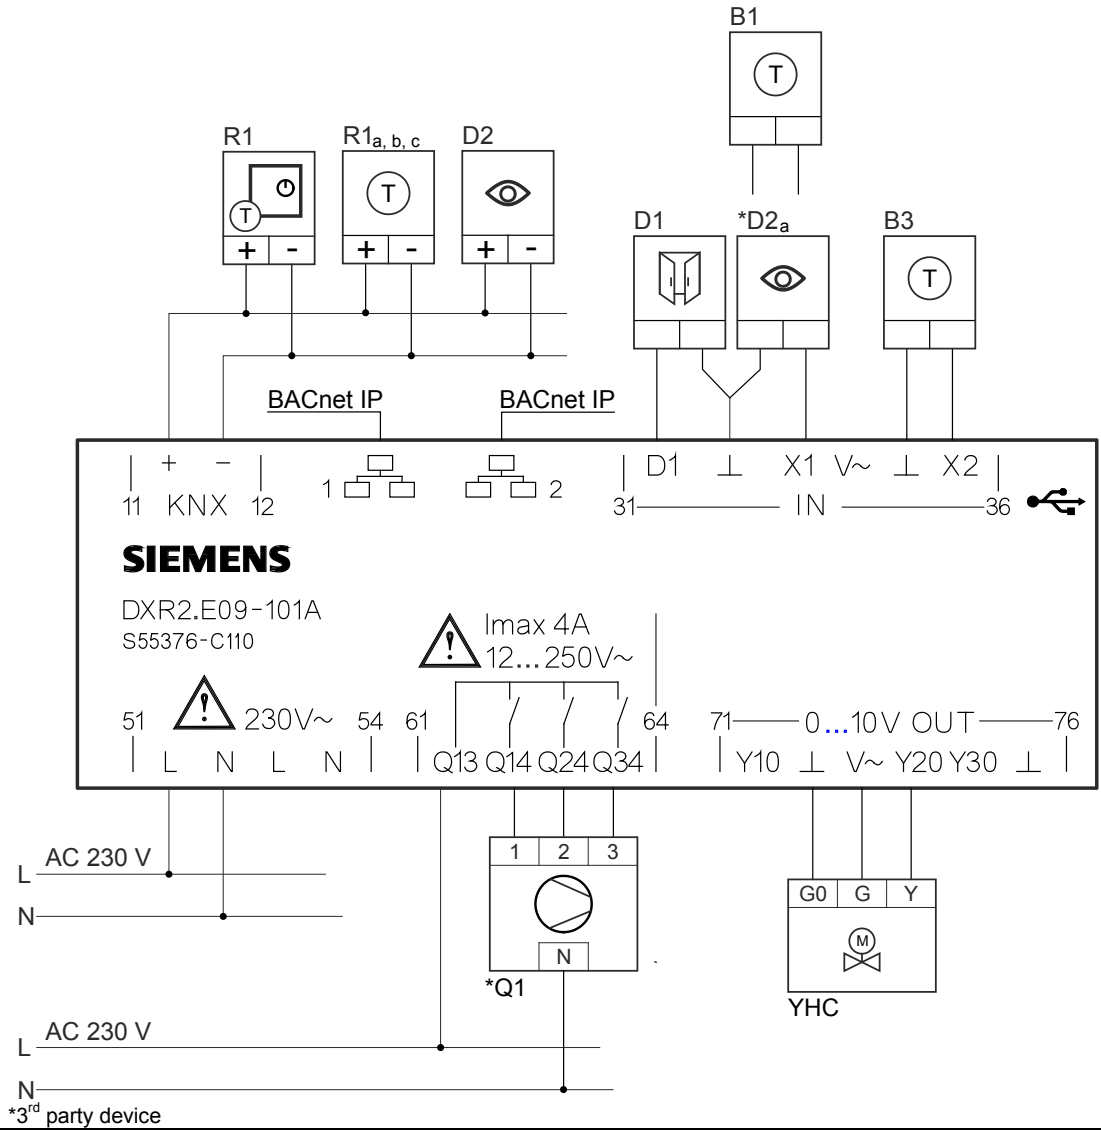 B1
T
R1
R1a, b, c
D2
T
T
+ -
+ -
+ -
D1
*D2a
B3
T
BACnet IP
BACnet IP
+ −
11 KNX 12
1
2
D1 ⊥ X1 V~ ⊥ X2
31 IN 36
SIEMENS
DXR2.E09-101A
S55376-C110
! Imax 4A
12...250V~
51 ! 230V~ 54
61
64
71 0...10V OUT 76
L N L N
Q13 Q14 Q24 Q34
Y10 ⊥ V~ Y20 Y30 ⊥
1 2 3
N
*Q1
G0 G Y
M
YHC
L AC 230 V
N
L AC 230 V
N
*3rd party device